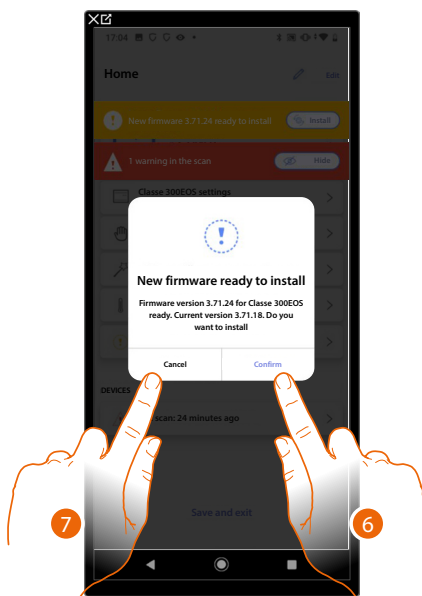 17:04
Home
Edit
New firmware 3.71.24 ready to install
Install
1 warning in the scan
Hide
Classe 300EOS settings
New firmware ready to install
Firmware version 3.71.24 for Classe 300EOS
ready. Current version 3.71.18. Do you
want to install
Cancel
Confirm
DEVICES
scan: 24 minutes ago
Save and exit
7
6